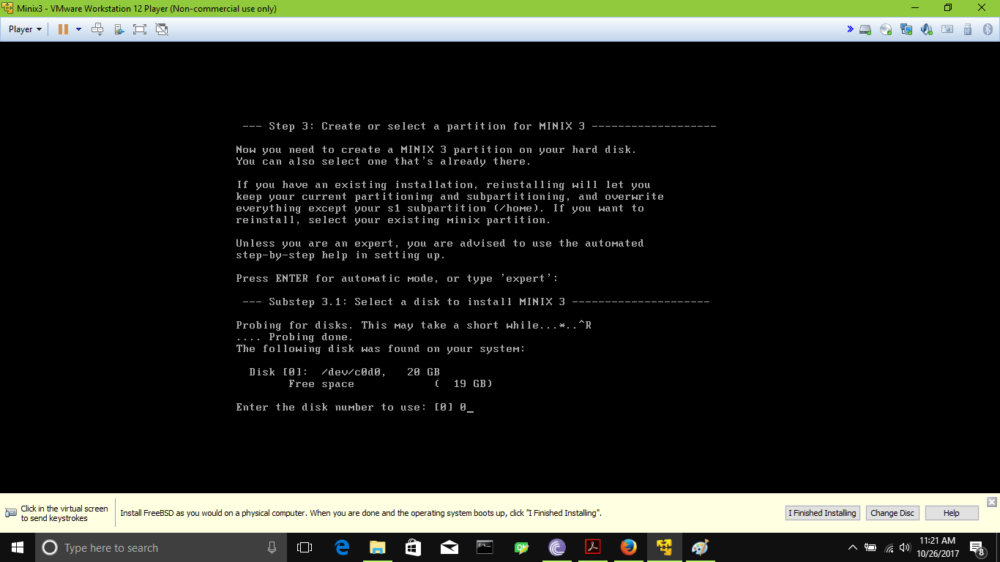 Minix3 - VMware Workstation 12 Player (Non-commercial use only)
Player
--- Step 3: Create or select a partition for MINIX 3 -------------------
Now you need to create a MINIX 3 partition on your hard disk.
You can also select one that's already there.
If you have an existing installation, reinstalling will let you
keep your current partitioning and subpartitioning, and overwrite
everything except your s1 subpartition (/home). If you want to
reinstall, select your existing minix partition.
Unless you are an expert, you are advised to use the automated
step-by-step help in setting up.
Press ENTER for automatic mode, or type 'expert':
--- Substep 3.1: Select a disk to install MINIX 3 ---------------------
Probing for disks. This may take a short while...*..^R
.... Probing done.
The following disk was found on your system:
Disk [0]:  /dev/c0d0,   20 GB
Free space            (  19 GB)
Enter the disk number to use: [0] 0_
Click in the virtual screen
to send keystrokes
Install FreeBSD as you would on a physical computer. When you are done and the operating system boots up, click "I Finished Installing".
I Finished Installing
Change Disc
Help
Type here to search
11:21 AM
10/26/2017
8